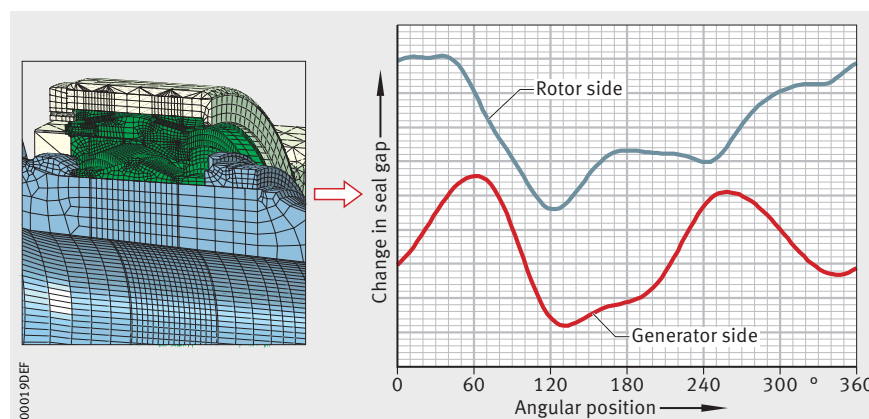 Rotor side
Change in seal gap
Generator side
0 60 120 180 240 300 ° 360
Angular position
00019DEF